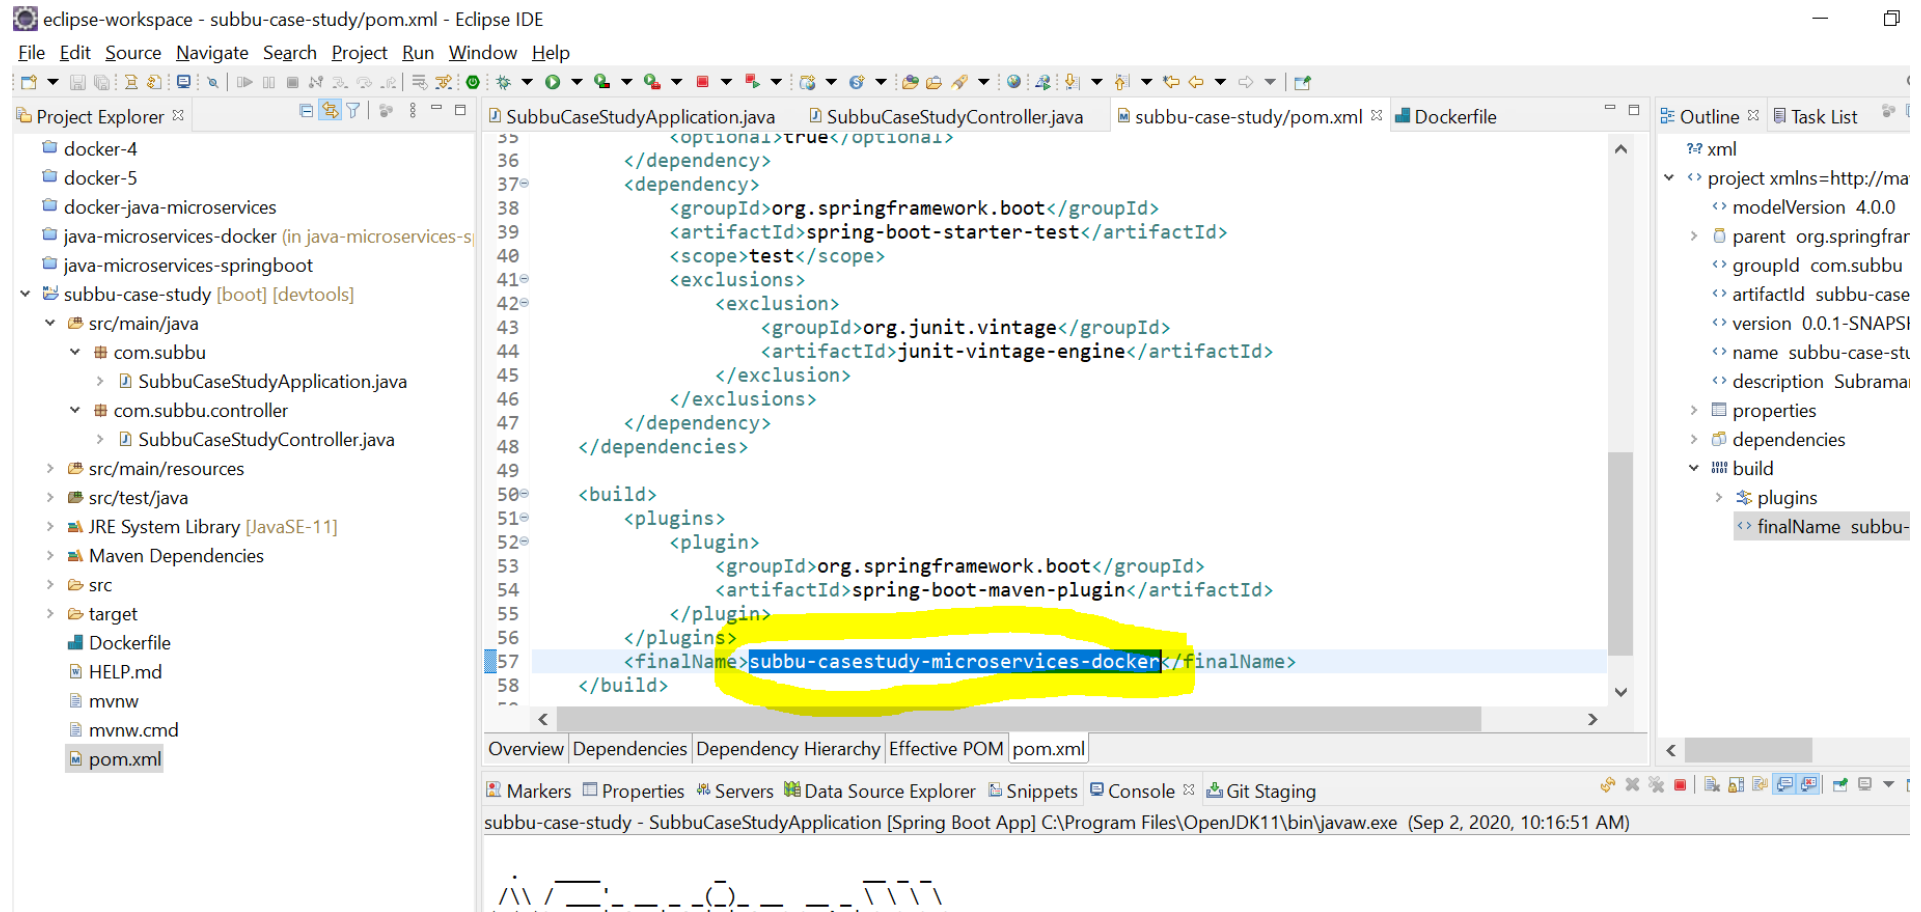 eclipse-workspace - subbu-case-study/pom.xml - Eclipse IDE
File Edit Source Navigate Search Project Run Window Help
Project Explorer
docker-4
docker-5
docker-java-microservices
java-microservices-docker (in java-microservices-s
java-microservices-springboot
subbu-case-study [boot] [devtools]
src/main/java
com.subbu
SubbuCaseStudyApplication.java
com.subbu.controller
SubbuCaseStudyController.java
src/main/resources
src/test/java
JRE System Library [JavaSE-11]
Maven Dependencies
src
target
Dockerfile
HELP.md
mvnw
mvnw.cmd
pom.xml
SubbuCaseStudyApplication.java SubbuCaseStudyController.java subbu-case-study/pom.xml Dockerfile
35 <optional>true</optional>
36 </dependency>
37 <dependency>
38 <groupId>org.springframework.boot</groupId>
39 <artifactId>spring-boot-starter-test</artifactId>
40 <scope>test</scope>
41 <exclusions>
42 <exclusion>
43 <groupId>org.junit.vintage</groupId>
44 <artifactId>junit-vintage-engine</artifactId>
45 </exclusion>
46 </exclusions>
47 </dependency>
48 </dependencies>
49
50 <build>
51 <plugins>
52 <plugin>
53 <groupId>org.springframework.boot</groupId>
54 <artifactId>spring-boot-maven-plugin</artifactId>
55 </plugin>
56 </plugins>
57 <finalName>subbu-casestudy-microservices-docker</finalName>
58 </build>
Overview Dependencies Dependency Hierarchy Effective POM pom.xml
Outline Task List
xml
project xmlns=http://ma
modelVersion 4.0.0
parent org.springfra
groupId com.subbu
artifactId subbu-case
version 0.0.1-SNAPS
name subbu-case-st
description Subrama
properties
dependencies
build
plugins
finalName subbu-
Markers Properties Servers Data Source Explorer Snippets Console Git Staging
subbu-case-study - SubbuCaseStudyApplication [Spring Boot App] C:\Program Files\OpenJDK11\bin\javaw.exe (Sep 2, 2020, 10:16:51 AM)